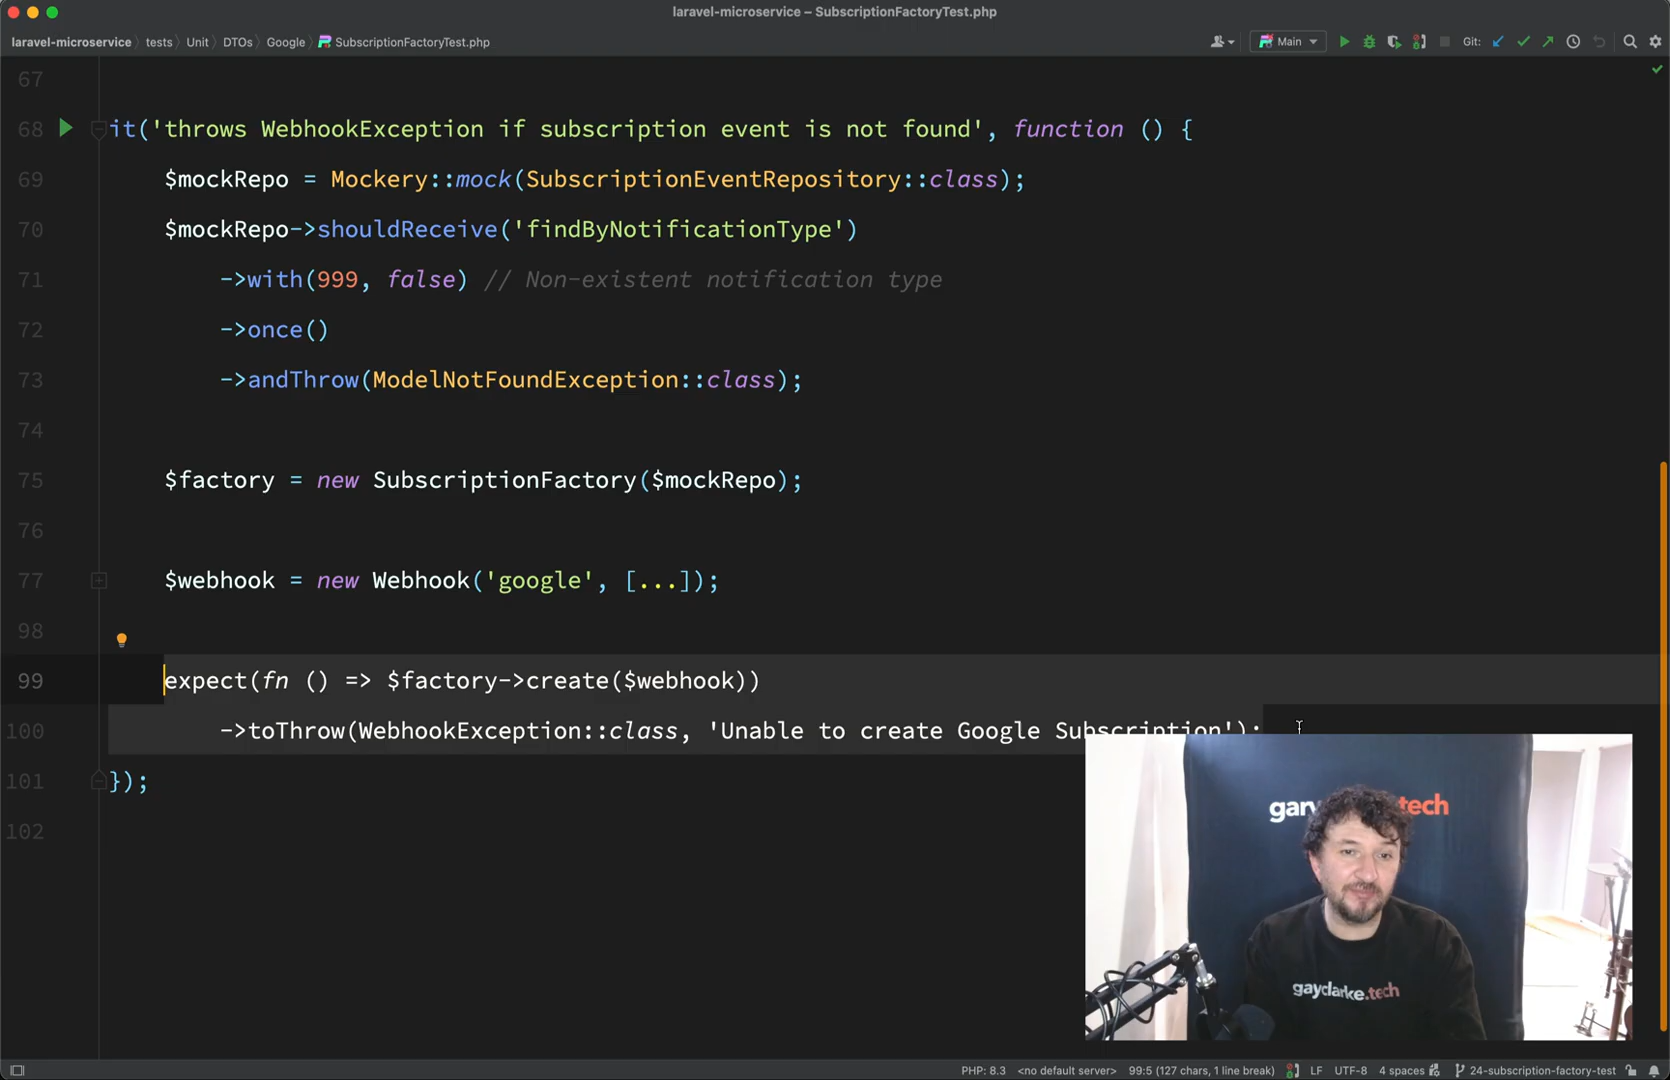 laravel-microservice – SubscriptionFactoryTest.php
laravel-microservice tests Unit DTOs Google SubscriptionFactoryTest.php Main Git:
67
68 it('throws WebhookException if subscription event is not found', function () {
69 $mockRepo = Mockery::mock(SubscriptionEventRepository::class);
70 $mockRepo->shouldReceive('findByNotificationType')
71 ->with(999, false) // Non-existent notification type
72 ->once()
73 ->andThrow(ModelNotFoundException::class);
74
75 $factory = new SubscriptionFactory($mockRepo);
76
77 $webhook = new Webhook('google', [...]);
98
99 expect(fn () => $factory->create($webhook))
100 ->toThrow(WebhookException::class, 'Unable to create Google Subscription');
101 });
102
gary tech
gayclarke.tech
PHP: 8.3 <no default server> 99:5 (127 chars, 1 line break) LF UTF-8 4 spaces 24-subscription-factory-test